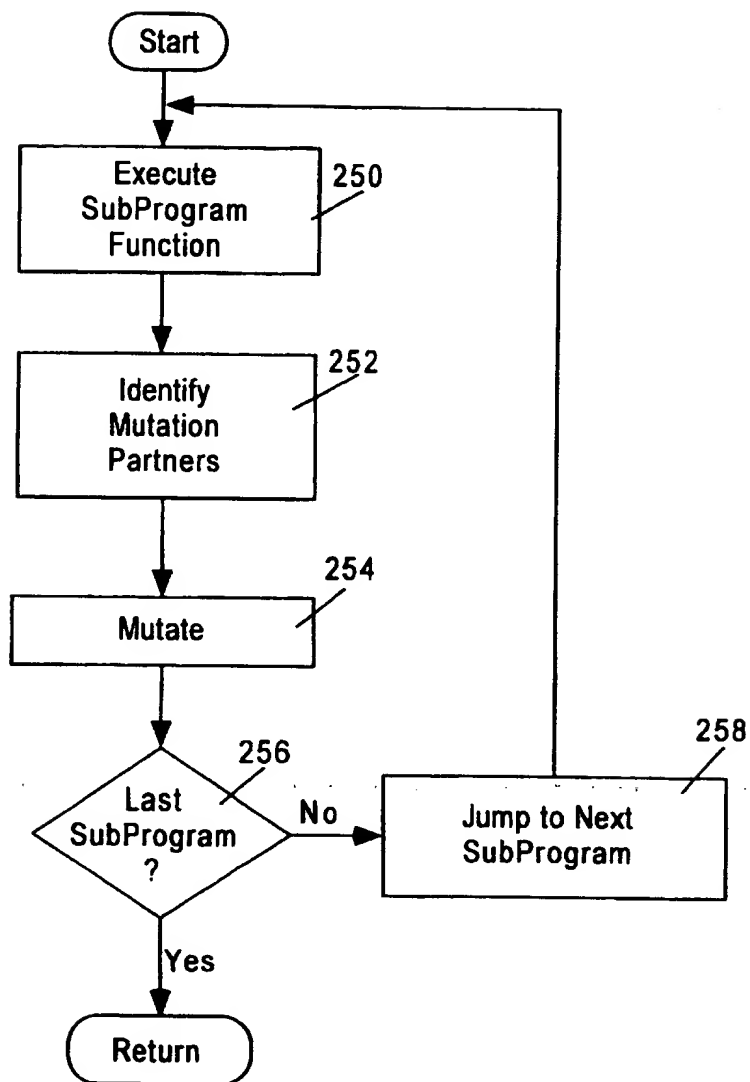 Start
Execute
SubProgram
Function
250
Identify
Mutation
Partners
252
Mutate
254
Last
SubProgram
?
256
No
Jump to Next
SubProgram
258
Yes
Return